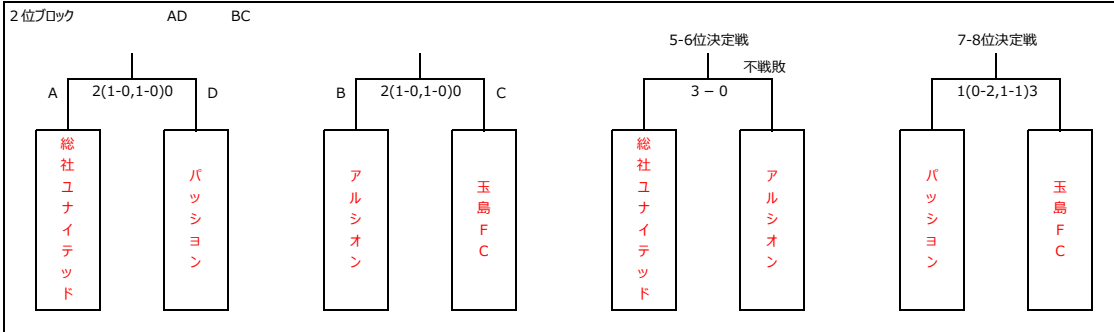 2位ブロック AD BC
5-6位決定戦 7-8位決定戦
不戦敗
A 2(1-0,1-0)0 D B 2(1-0,1-0)0 C 3－0 1(0-2,1-1)3
総社ユナイテッド
パッション
アルシオン
玉島FC
総社ユナイテッド
アルシオン
パッション
玉島FC